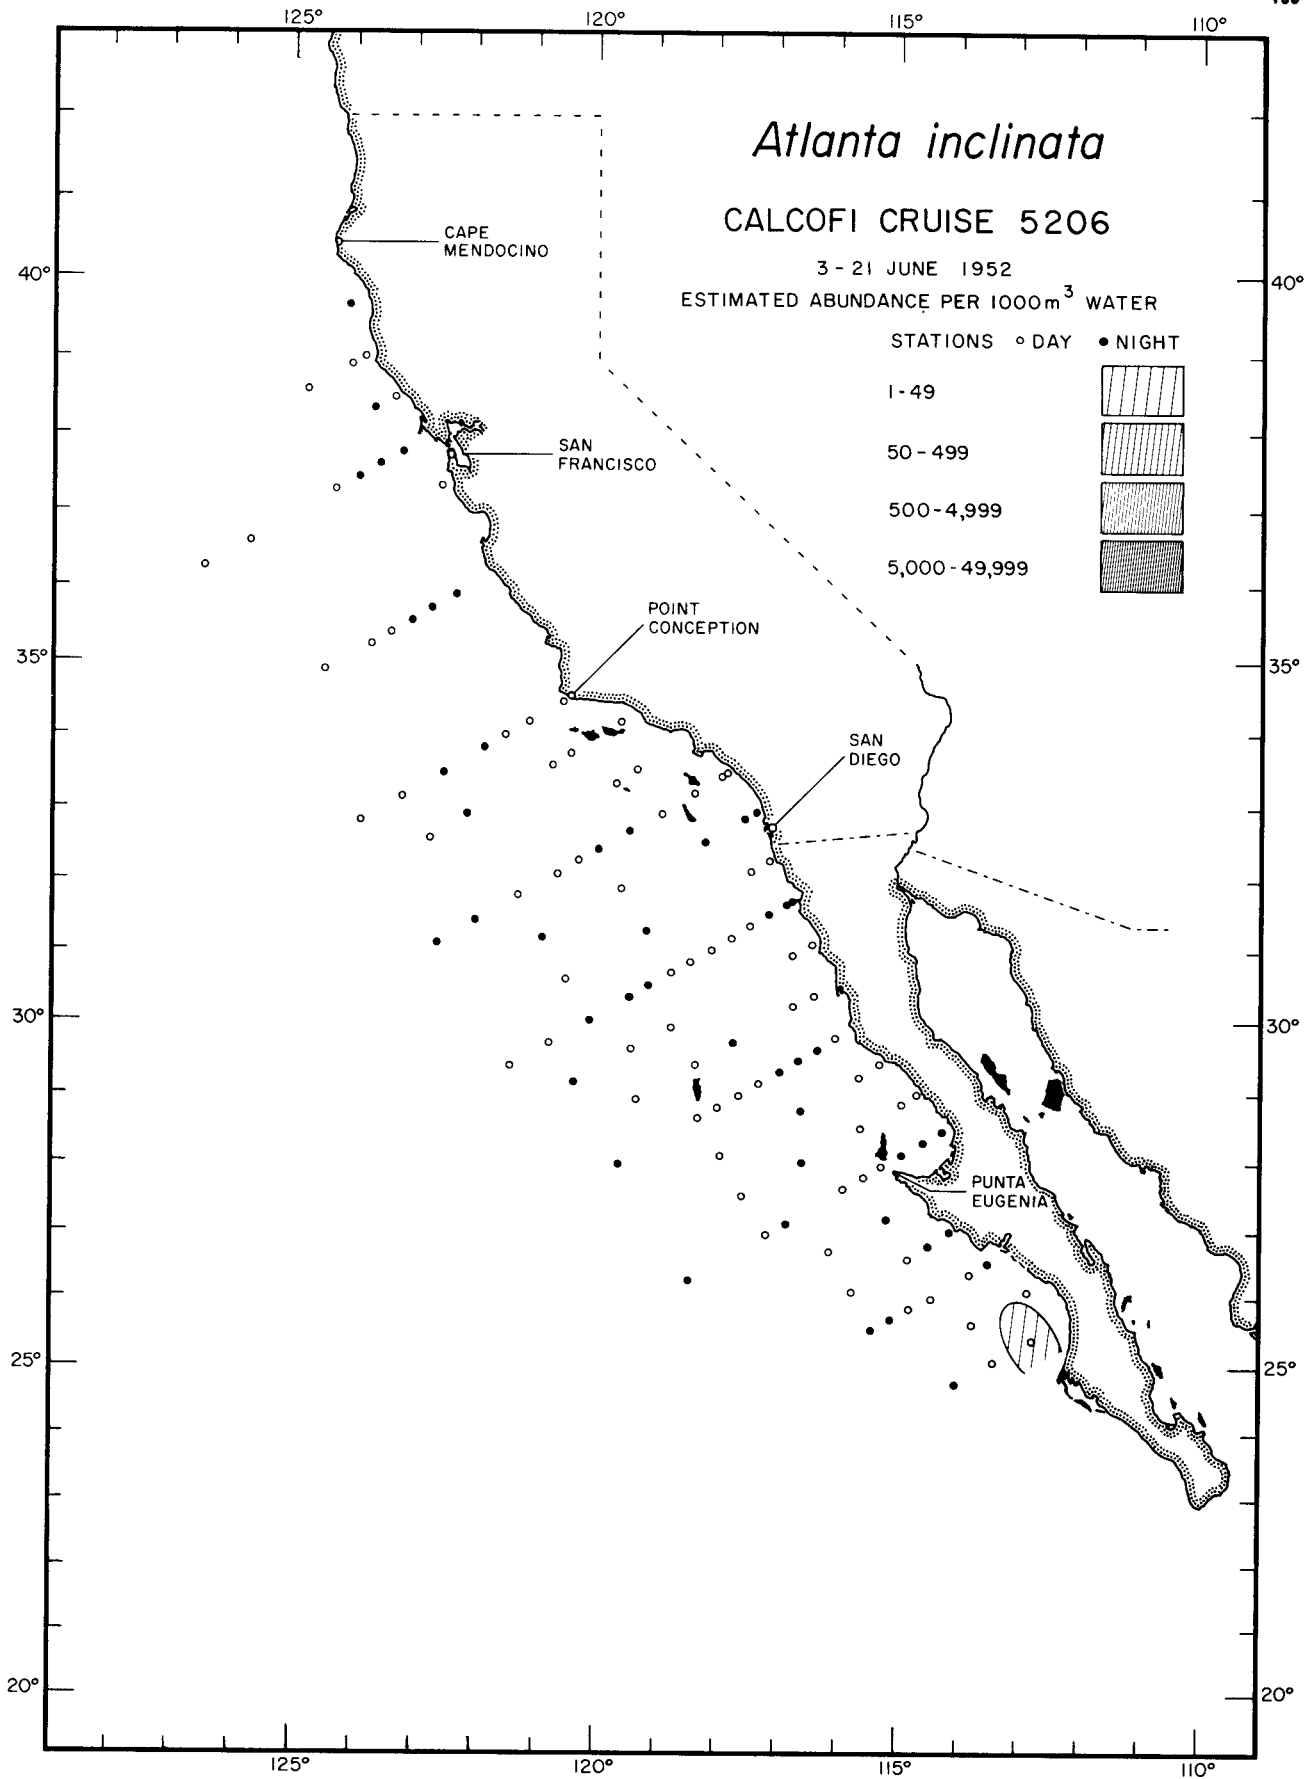 125° 120° 115° 110°
Atlanta inclinata
CALCOFI CRUISE 5206
3-21 JUNE 1952
ESTIMATED ABUNDANCE PER 1000m³ WATER
STATIONS ○ DAY ● NIGHT
1-49
50-499
500-4,999
5,000-49,999
CAPE
MENDOCINO
40° 40°
SAN
FRANCISCO
POINT
CONCEPTION
35° 35°
SAN
DIEGO
30° 30°
PUNTA
EUGENIA
25° 25°
20° 20°
125° 120° 115° 110°